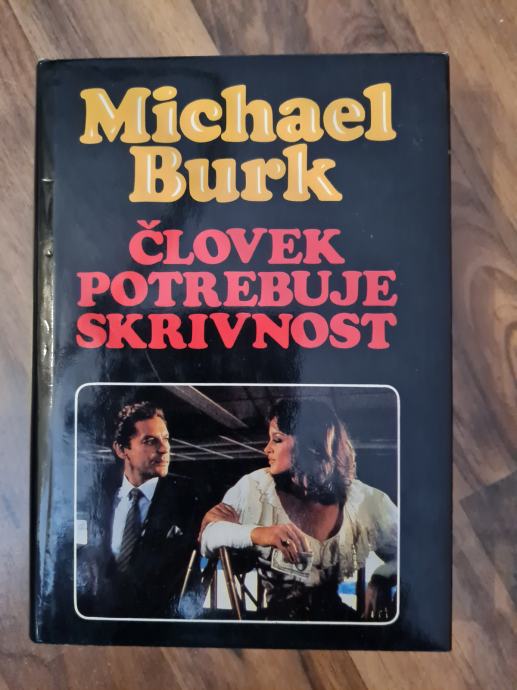 Michael
Burk
ČLOVEK
POTREBUJE
SKRIVNOST